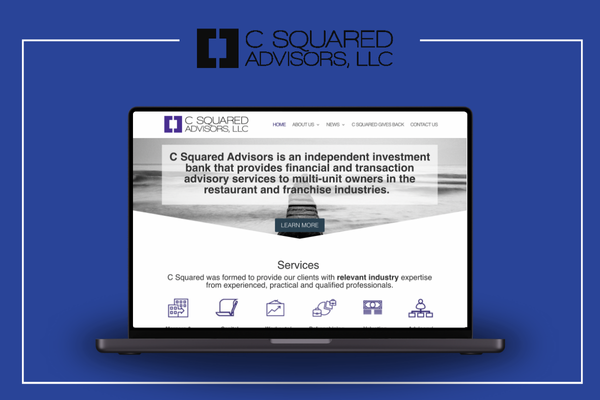 C SQUARED
ADVISORS, LLC
C SQUARED
ADVISORS, LLC
HOME ABOUT US NEWS C SQUARED GIVES BACK CONTACT US
C Squared Advisors is an independent investment
bank that provides financial and transaction
advisory services to multi-unit owners in the
restaurant and franchise industries.
LEARN MORE
Services
C Squared was formed to provide our clients with relevant industry expertise
from experienced, practical and qualified professionals.